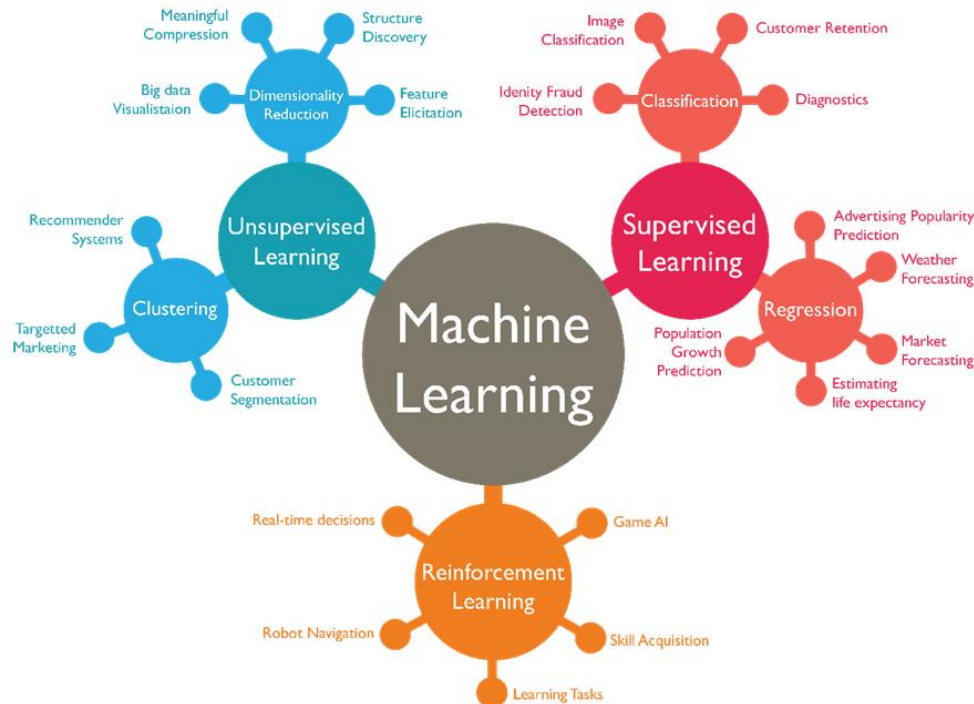 Meaningful
Compression
Structure
Discovery
Big data
Visualistaion
Dimensionality
Reduction
Feature
Elicitation
Image
Classification
Customer Retention
Idenity Fraud
Detection
Classification
Diagnostics
Recommender
Systems
Unsupervised
Learning
Clustering
Targetted
Marketing
Customer
Segmentation
Machine
Learning
Supervised
Learning
Advertising Popularity
Prediction
Weather
Forecasting
Regression
Population
Growth
Prediction
Market
Forecasting
Estimating
life expectancy
Real-time decisions
Game AI
Reinforcement
Learning
Robot Navigation
Skill Acquisition
Learning Tasks